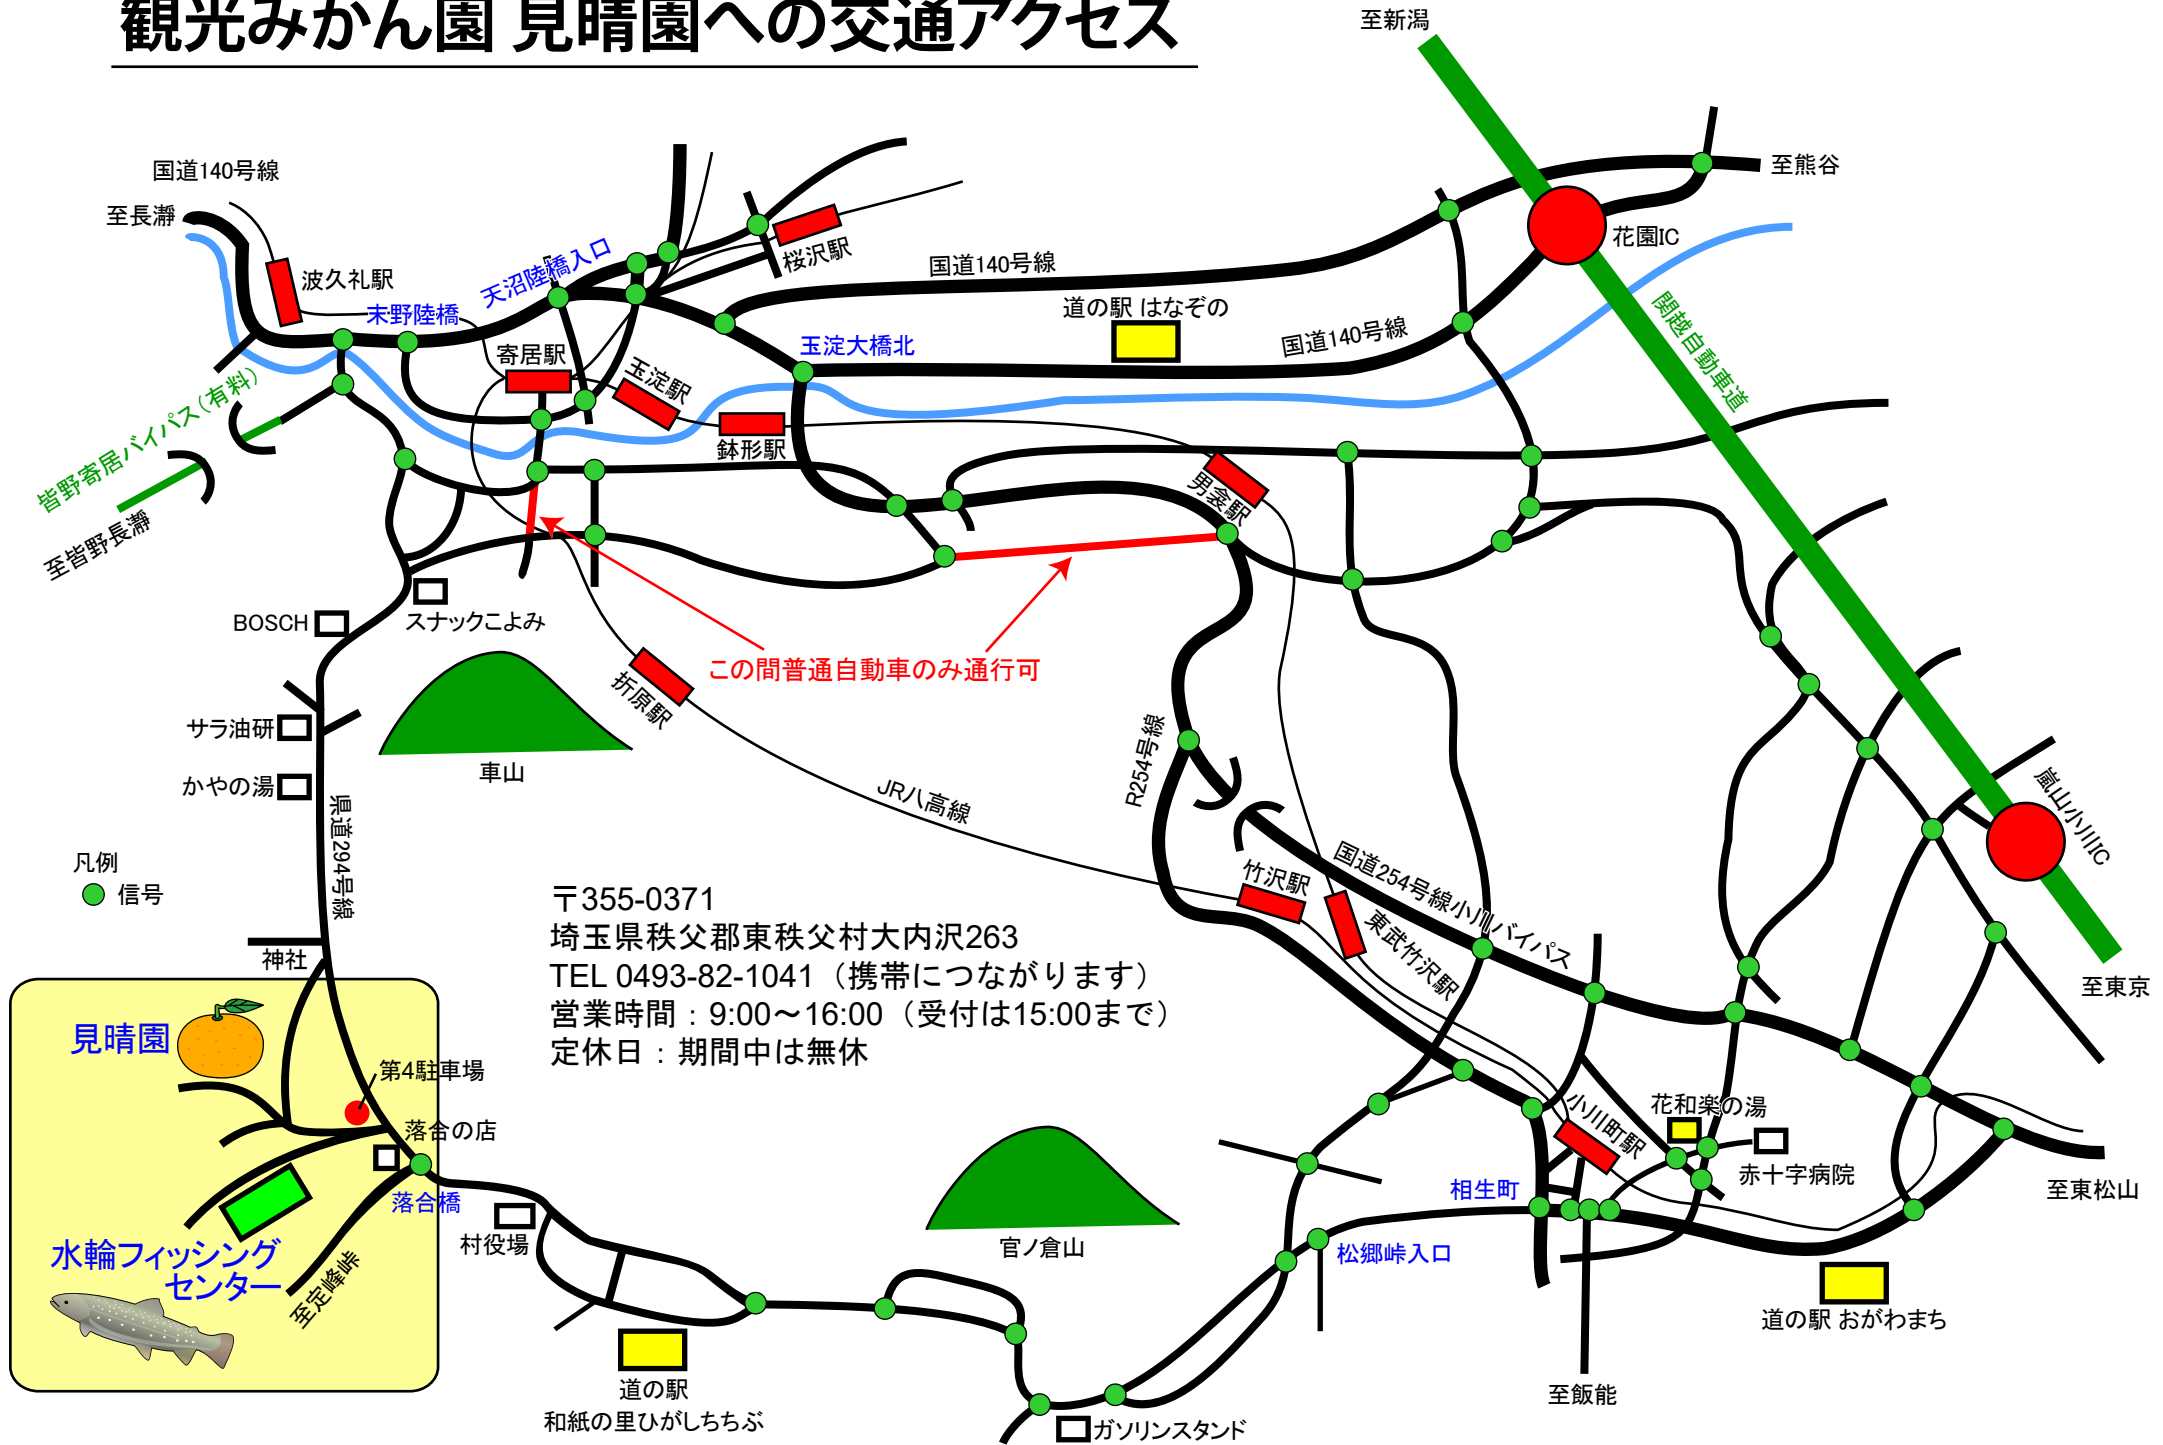 観光みかん園 見晴園への交通アクセス
至新潟
国道140号線
至長瀞
波久礼駅
末野陸橋
天沼陸橋入口
桜沢駅
国道140号線
道の駅 はなぞの
国道140号線
至熊谷
花園IC
関越自動車道
玉淀大橋北
寄居駅
玉淀駅
鉢形駅
男衾駅
皆野寄居バイパス(有料)
至皆野長瀞
BOSCH
スナックこよみ
この間普通自動車のみ通行可
折原駅
サラ油研
車山
かやの湯
県道294号線
JR八高線
R254号線
嵐山小川IC
凡例
信号
国道254号線小川バイパス
竹沢駅
東武竹沢駅
〒355-0371
埼玉県秩父郡東秩父村大内沢263
TEL 0493-82-1041（携帯につながります）
営業時間：9:00～16:00（受付は15:00まで）
定休日：期間中は無休
神社
至東京
見晴園
第4駐車場
落合の店
落合橋
水輪フィッシング
センター
至定峰峠
村役場
官ノ倉山
小川町駅
花和楽の湯
赤十字病院
相生町
至東松山
松郷峠入口
道の駅 おがわまち
道の駅
和紙の里ひがしちちぶ
至飯能
ガソリンスタンド